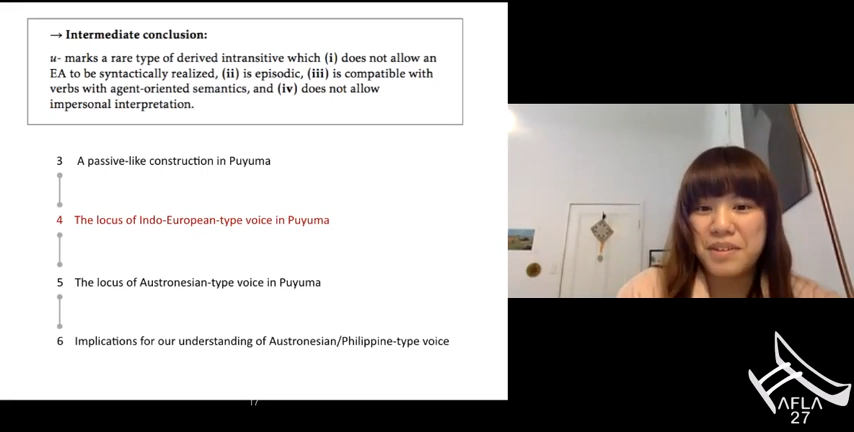 → Intermediate conclusion:
u- marks a rare type of derived intransitive which (i) does not allow an
EA to be syntactically realized, (ii) is episodic, (iii) is compatible with
verbs with agent-oriented semantics, and (iv) does not allow
impersonal interpretation.
3 A passive-like construction in Puyuma
4 The locus of Indo-European-type voice in Puyuma
5 The locus of Austronesian-type voice in Puyuma
6 Implications for our understanding of Austronesian/Philippine-type voice
17
AFLA
27